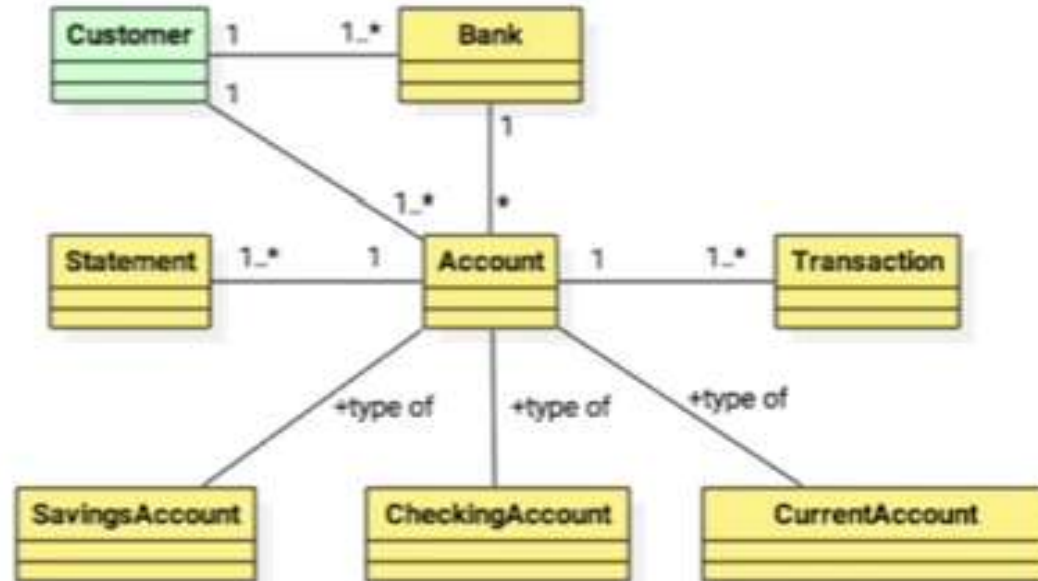 Customer 1 1..* Bank
1 1
1..* *
Statement 1..* 1 Account 1 1..* Transaction
+type of +type of +type of
SavingsAccount CheckingAccount CurrentAccount